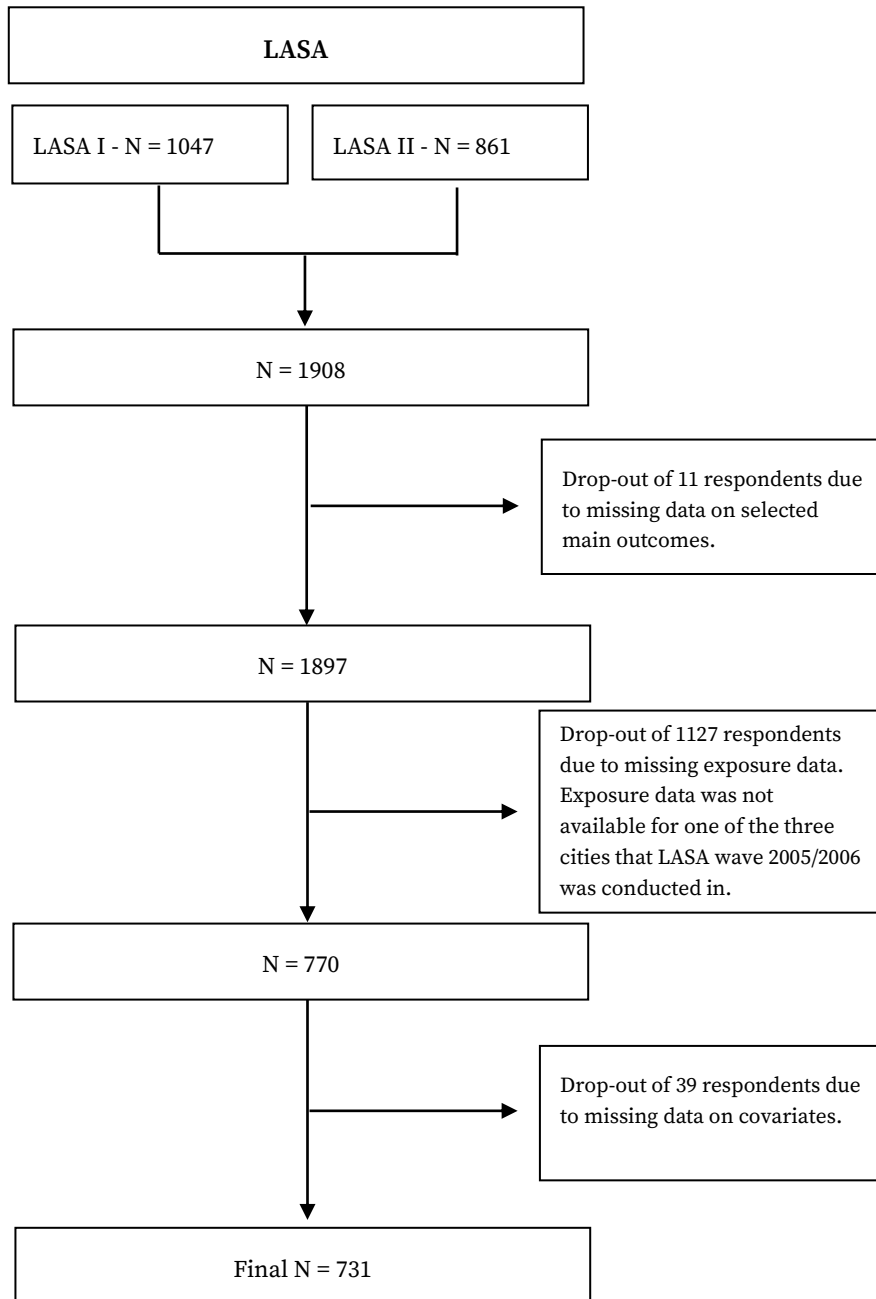 LASA
LASA I - N = 1047
LASA II - N = 861
N = 1908
Drop-out of 11 respondents due
to missing data on selected
main outcomes.
N = 1897
Drop-out of 1127 respondents
due to missing exposure data.
Exposure data was not
available for one of the three
cities that LASA wave 2005/2006
was conducted in.
N = 770
Drop-out of 39 respondents due
to missing data on covariates.
Final N = 731